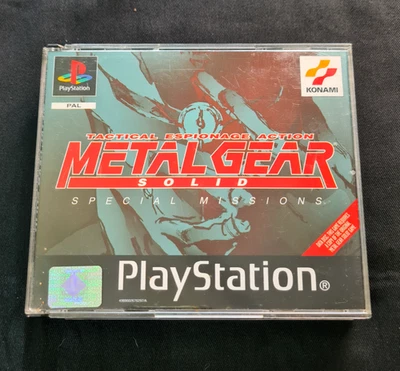 PlayStation
PAL
KONAMI
TACTICAL ESPIONAGE ACTION
METAL GEAR
SOLID
SPECIAL MISSIONS
PlayStation®